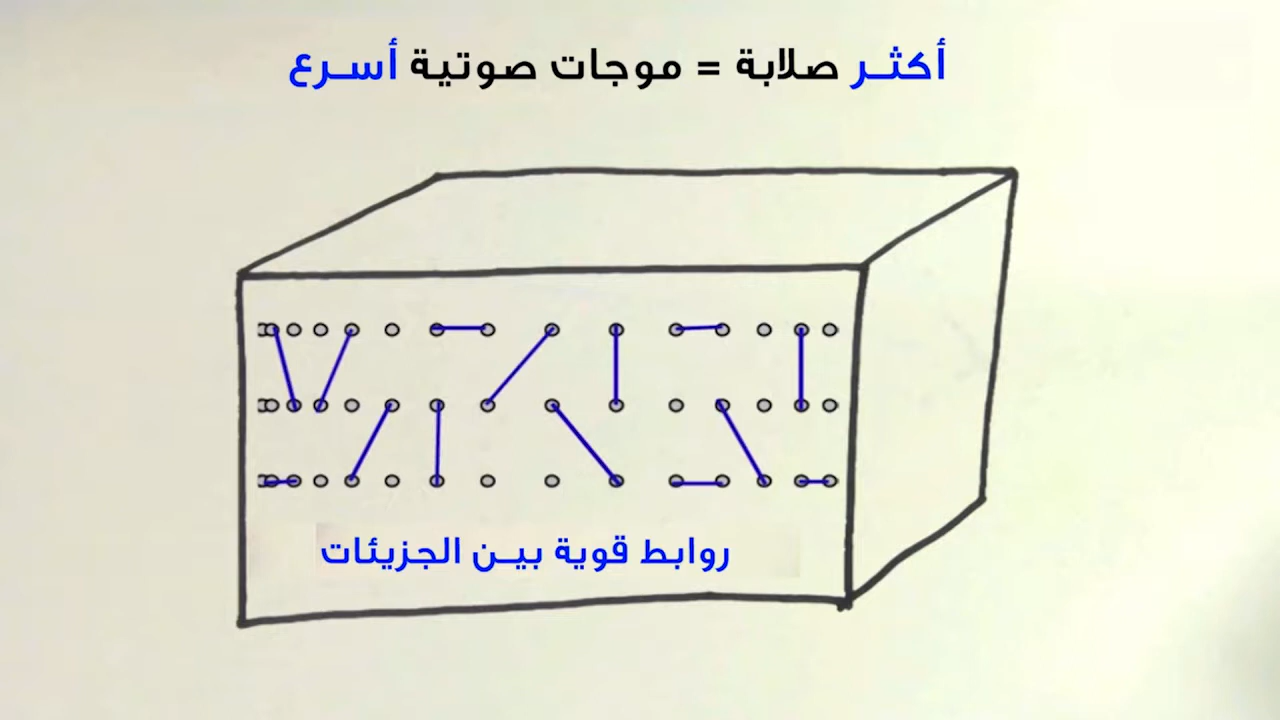 أكثر صلابة = موجات صوتية أسرع
روابط قوية بين الجزيئات